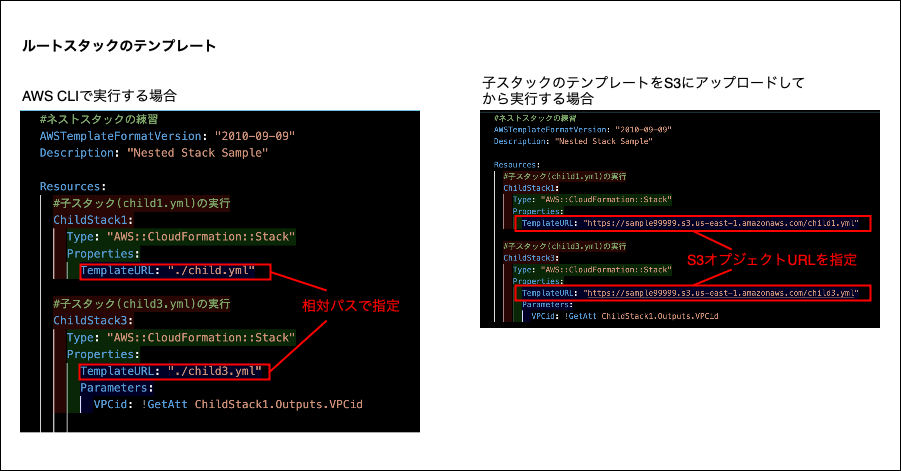 ルートスタックのテンプレート
AWS CLIで実行する場合
#ネストスタックの練習
AWSTemplateFormatVersion: "2010-09-09"
Description: "Nested Stack Sample"
Resources:
#子スタック(child1.yml)の実行
ChildStack1:
Type: "AWS::CloudFormation::Stack"
Properties:
TemplateURL: "./child.yml"
相対パスで指定
#子スタック(child3.yml)の実行
ChildStack3:
Type: "AWS::CloudFormation::Stack"
Properties:
TemplateURL: "./child3.yml"
Parameters:
VPCid: !GetAtt ChildStack1.Outputs.VPCid
子スタックのテンプレートをS3にアップロードして
から実行する場合
#ネストスタックの練習
AWSTemplateFormatVersion: "2010-09-09"
Description: "Nested Stack Sample"
Resources:
#子スタック(child1.yml)の実行
ChildStack1:
Type: "AWS::CloudFormation::Stack"
Properties:
TemplateURL: "https://sample99999.s3.us-east-1.amazonaws.com/child1.yml"
S3オブジェクトURLを指定
#子スタック(child3.yml)の実行
ChildStack3:
Type: "AWS::CloudFormation::Stack"
Properties:
TemplateURL: "https://sample99999.s3.us-east-1.amazonaws.com/child3.yml"
Parameters:
VPCid: !GetAtt ChildStack1.Outputs.VPCid